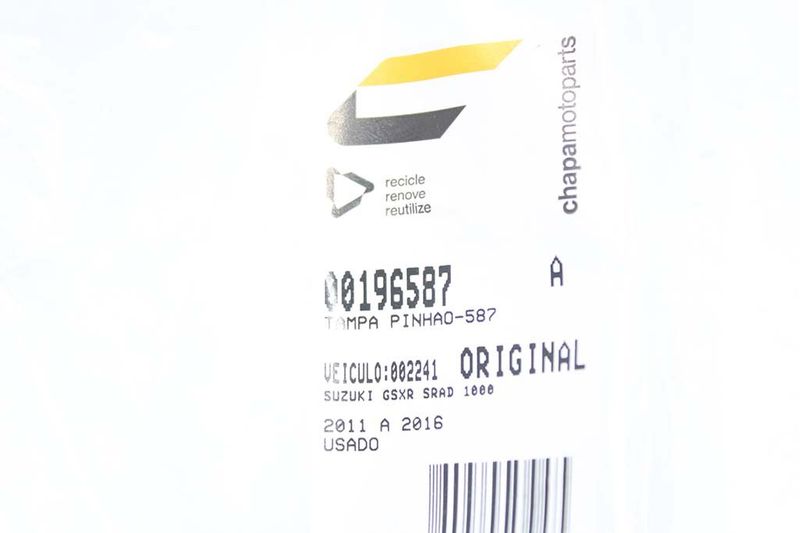 chapamotoparts
recicle
renove
reutilize
00196587 A
TAMPA PINHAO-587
VEICULO:002241 ORIGINAL
SUZUKI GSXR SRAD 1000
2011 A 2016
USADO